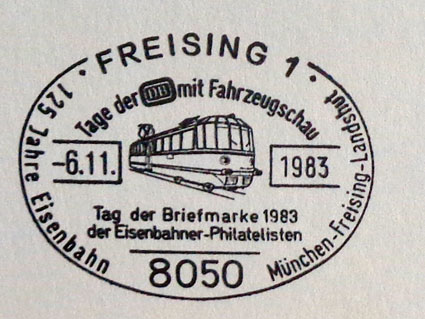 FREISING 1
125 Jahre Eisenbahn
München-Freising-Landshut
Tage der DB mit Fahrzeugschau
-6.11. 1983
Tag der Briefmarke 1983
der Eisenbahner-Philatelisten
8050